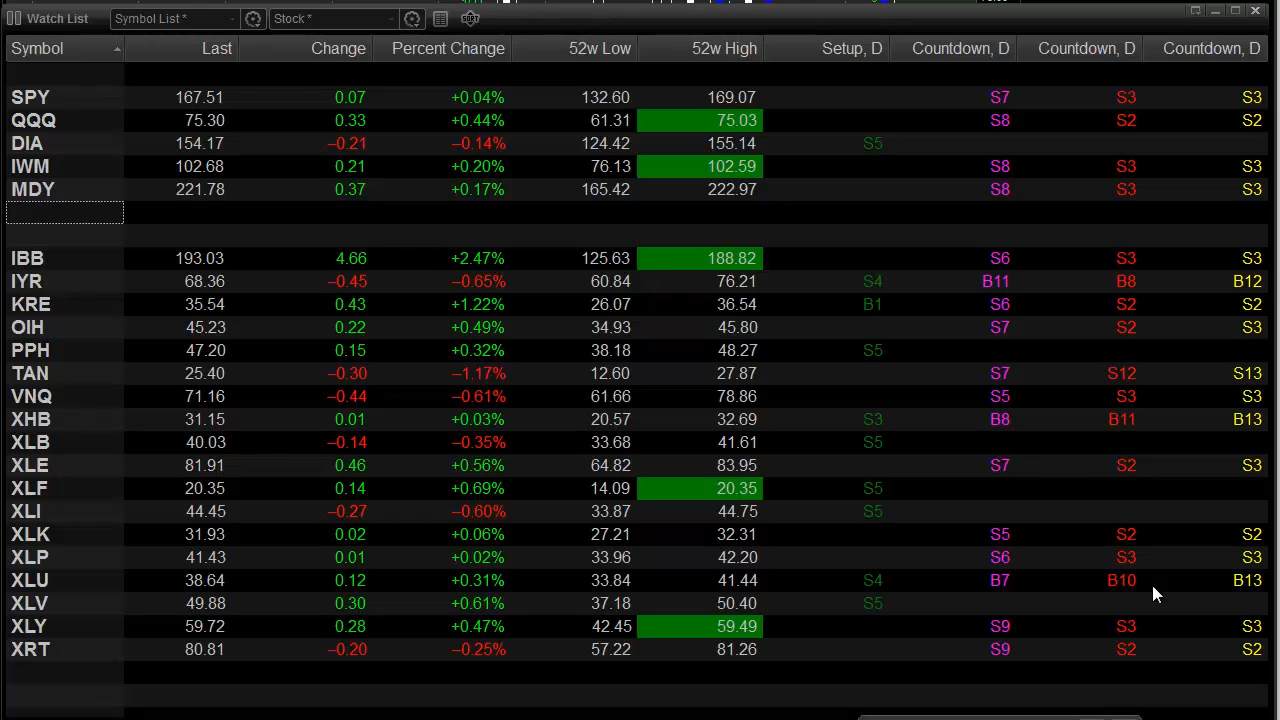 Watch List Symbol List * Stock *
Symbol Last Change Percent Change 52w Low 52w High Setup, D Countdown, D Countdown, D Countdown, D
SPY 167.51 0.07 +0.04% 132.60 169.07 S7 S3 S3
QQQ 75.30 0.33 +0.44% 61.31 75.03 S8 S2 S2
DIA 154.17 –0.21 –0.14% 124.42 155.14 S5
IWM 102.68 0.21 +0.20% 76.13 102.59 S8 S3 S3
MDY 221.78 0.37 +0.17% 165.42 222.97 S8 S3 S3
IBB 193.03 4.66 +2.47% 125.63 188.82 S6 S3 S3
IYR 68.36 –0.45 –0.65% 60.84 76.21 S4 B11 B8 B12
KRE 35.54 0.43 +1.22% 26.07 36.54 B1 S6 S2 S2
OIH 45.23 0.22 +0.49% 34.93 45.80 S7 S2 S3
PPH 47.20 0.15 +0.32% 38.18 48.27 S5
TAN 25.40 –0.30 –1.17% 12.60 27.87 S7 S12 S13
VNQ 71.16 –0.44 –0.61% 61.66 78.86 S5 S3 S3
XHB 31.15 0.01 +0.03% 20.57 32.69 S3 B8 B11 B13
XLB 40.03 –0.14 –0.35% 33.68 41.61 S5
XLE 81.91 0.46 +0.56% 64.82 83.95 S7 S2 S3
XLF 20.35 0.14 +0.69% 14.09 20.35 S5
XLI 44.45 –0.27 –0.60% 33.87 44.75 S5
XLK 31.93 0.02 +0.06% 27.21 32.31 S5 S2 S2
XLP 41.43 0.01 +0.02% 33.96 42.20 S6 S3 S3
XLU 38.64 0.12 +0.31% 33.84 41.44 S4 B7 B10 B13
XLV 49.88 0.30 +0.61% 37.18 50.40 S5
XLY 59.72 0.28 +0.47% 42.45 59.49 S9 S3 S3
XRT 80.81 –0.20 –0.25% 57.22 81.26 S9 S2 S2